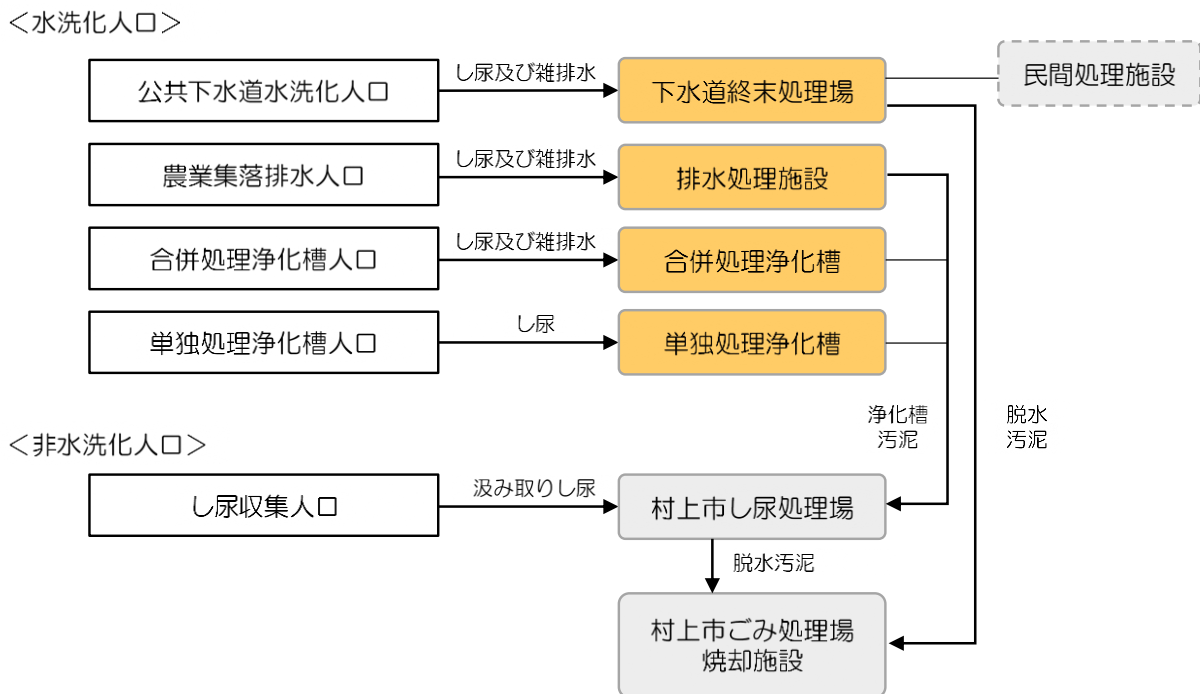 ＜水洗化人口＞
公共下水道水洗化人口
し尿及び雑排水
下水道終末処理場
民間処理施設
農業集落排水人口
し尿及び雑排水
排水処理施設
合併処理浄化槽人口
し尿及び雑排水
合併処理浄化槽
単独処理浄化槽人口
し尿
単独処理浄化槽
浄化槽
汚泥
脱水
汚泥
＜非水洗化人口＞
し尿収集人口
汲み取りし尿
村上市し尿処理場
脱水汚泥
村上市ごみ処理場
焼却施設